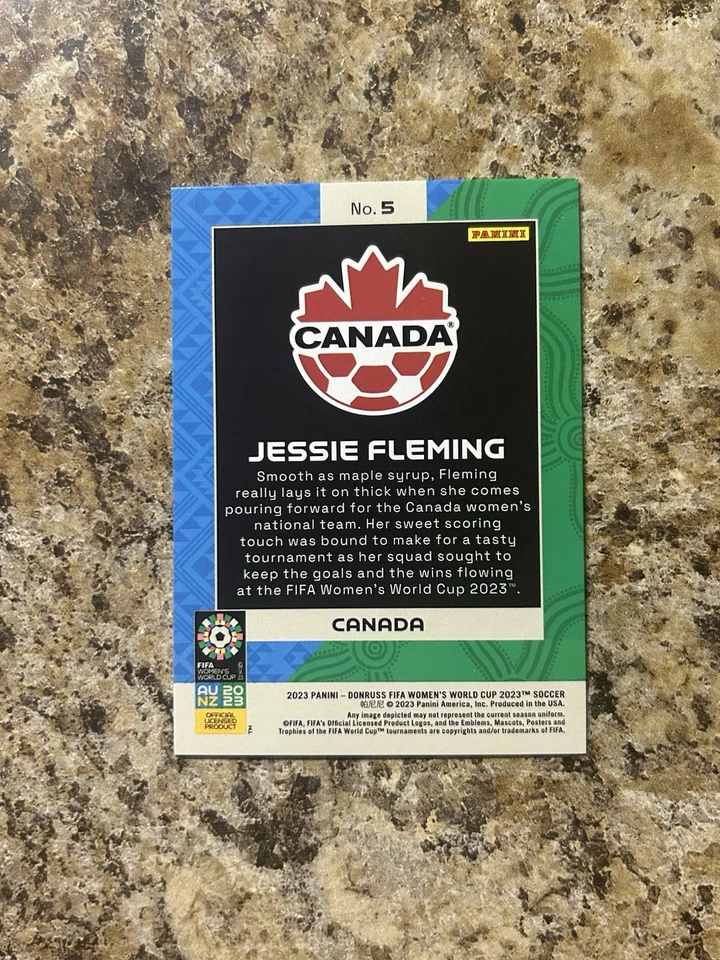 No. 5
PANINI
CANADA®
JESSIE FLEMING
Smooth as maple syrup, Fleming
really lays it on thick when she comes
pouring forward for the Canada women's
national team. Her sweet scoring
touch was bound to make for a tasty
tournament as her squad sought to
keep the goals and the wins flowing
at the FIFA Women's World Cup 2023™.
CANADA
FIFA
WOMEN'S
WORLD CUP
AU 20
NZ 23
OFFICIAL
LICENSED
PRODUCT
™
2023 PANINI – DONRUSS FIFA WOMEN'S WORLD CUP 2023™ SOCCER
帕尼尼 © 2023 Panini America, Inc. Produced in the USA.
Any image depicted may not represent the current season uniform.
©FIFA, FIFA's Official Licensed Product Logos, and the Emblems, Mascots, Posters and
Trophies of the FIFA World Cup™ tournaments are copyrights and/or trademarks of FIFA.